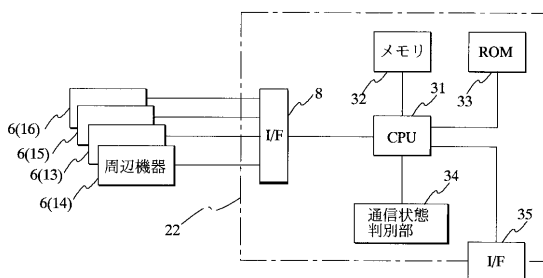 メモリ
ROM
32
31
33
8
6(16)
I/F
CPU
6(15)
6(13)
周辺機器
6(14)
34
通信状態
判別部
22
35
I/F